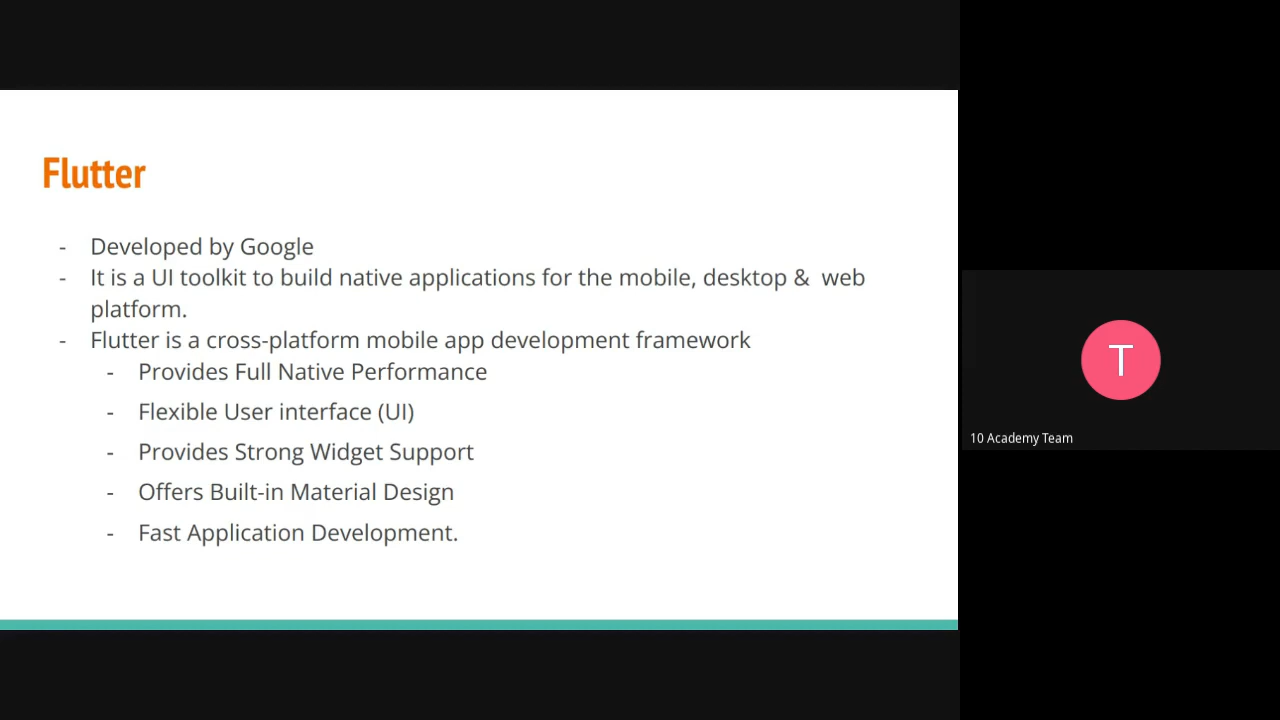 Flutter
- Developed by Google
- It is a UI toolkit to build native applications for the mobile, desktop &  web
platform.
- Flutter is a cross-platform mobile app development framework
- Provides Full Native Performance
- Flexible User interface (UI)
- Provides Strong Widget Support
- Offers Built-in Material Design
- Fast Application Development.
T
10 Academy Team